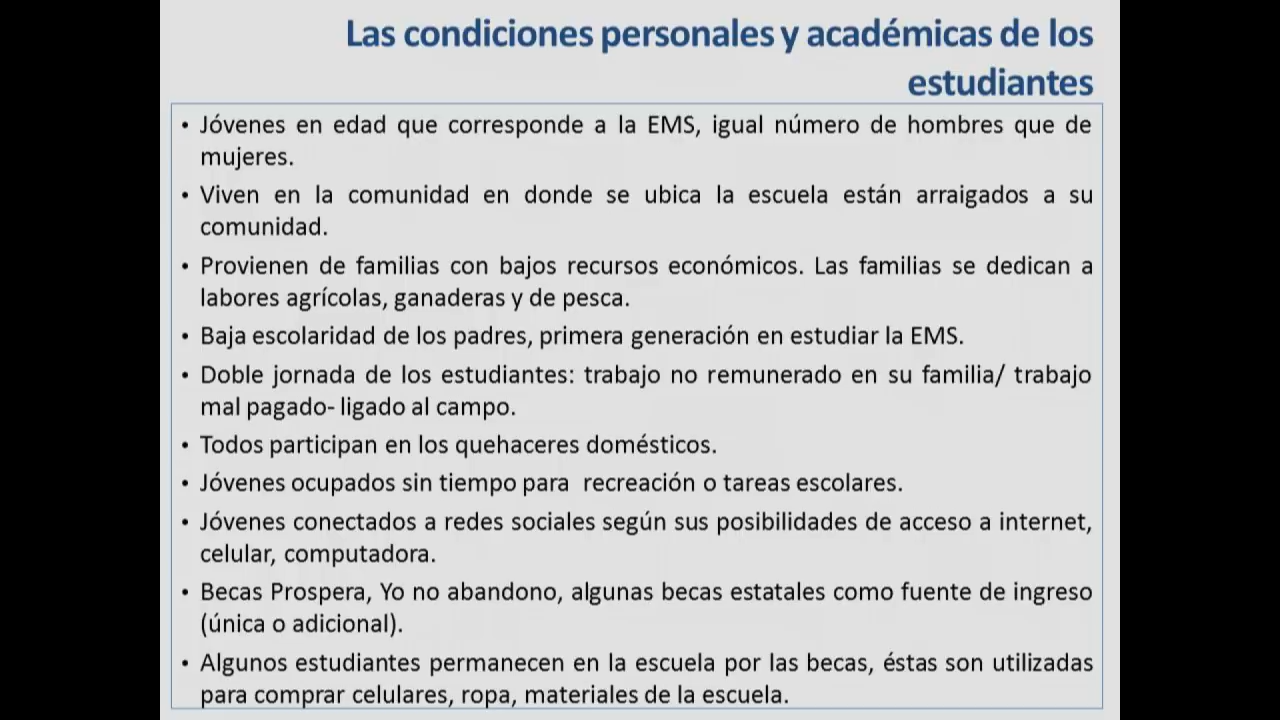 Las condiciones personales y académicas de los
estudiantes
• Jóvenes en edad que corresponde a la EMS, igual número de hombres que de
mujeres.
• Viven en la comunidad en donde se ubica la escuela están arraigados a su
comunidad.
• Provienen de familias con bajos recursos económicos. Las familias se dedican a
labores agrícolas, ganaderas y de pesca.
• Baja escolaridad de los padres, primera generación en estudiar la EMS.
• Doble jornada de los estudiantes: trabajo no remunerado en su familia/ trabajo
mal pagado- ligado al campo.
• Todos participan en los quehaceres domésticos.
• Jóvenes ocupados sin tiempo para recreación o tareas escolares.
• Jóvenes conectados a redes sociales según sus posibilidades de acceso a internet,
celular, computadora.
• Becas Prospera, Yo no abandono, algunas becas estatales como fuente de ingreso
(única o adicional).
• Algunos estudiantes permanecen en la escuela por las becas, éstas son utilizadas
para comprar celulares, ropa, materiales de la escuela.